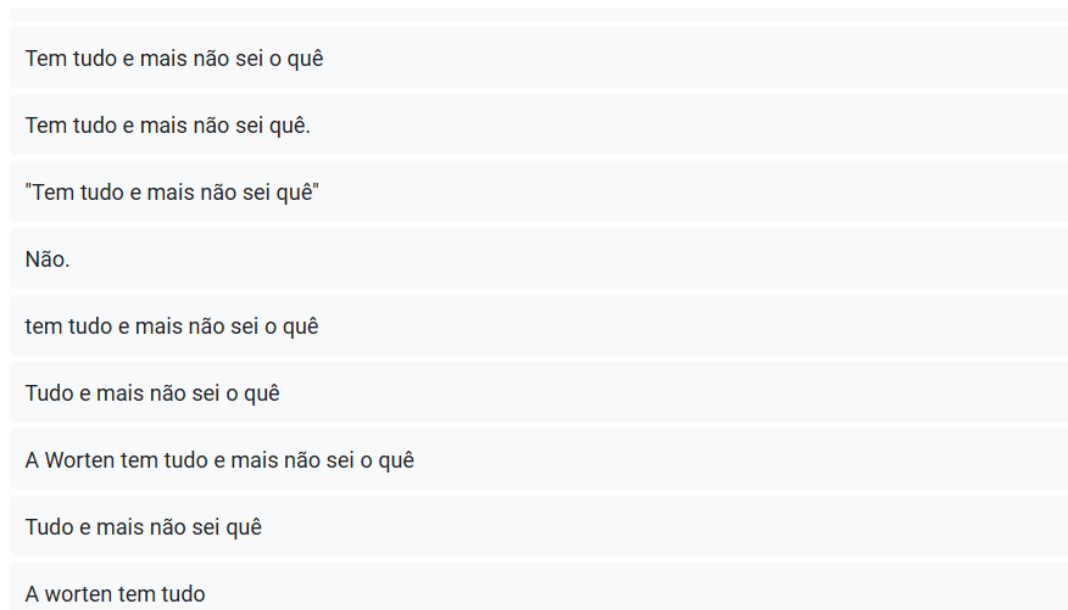 Tem tudo e mais não sei o quê
Tem tudo e mais não sei quê.
"Tem tudo e mais não sei quê"
Não.
tem tudo e mais não sei o quê
Tudo e mais não sei o quê
A Worten tem tudo e mais não sei o quê
Tudo e mais não sei quê
A worten tem tudo